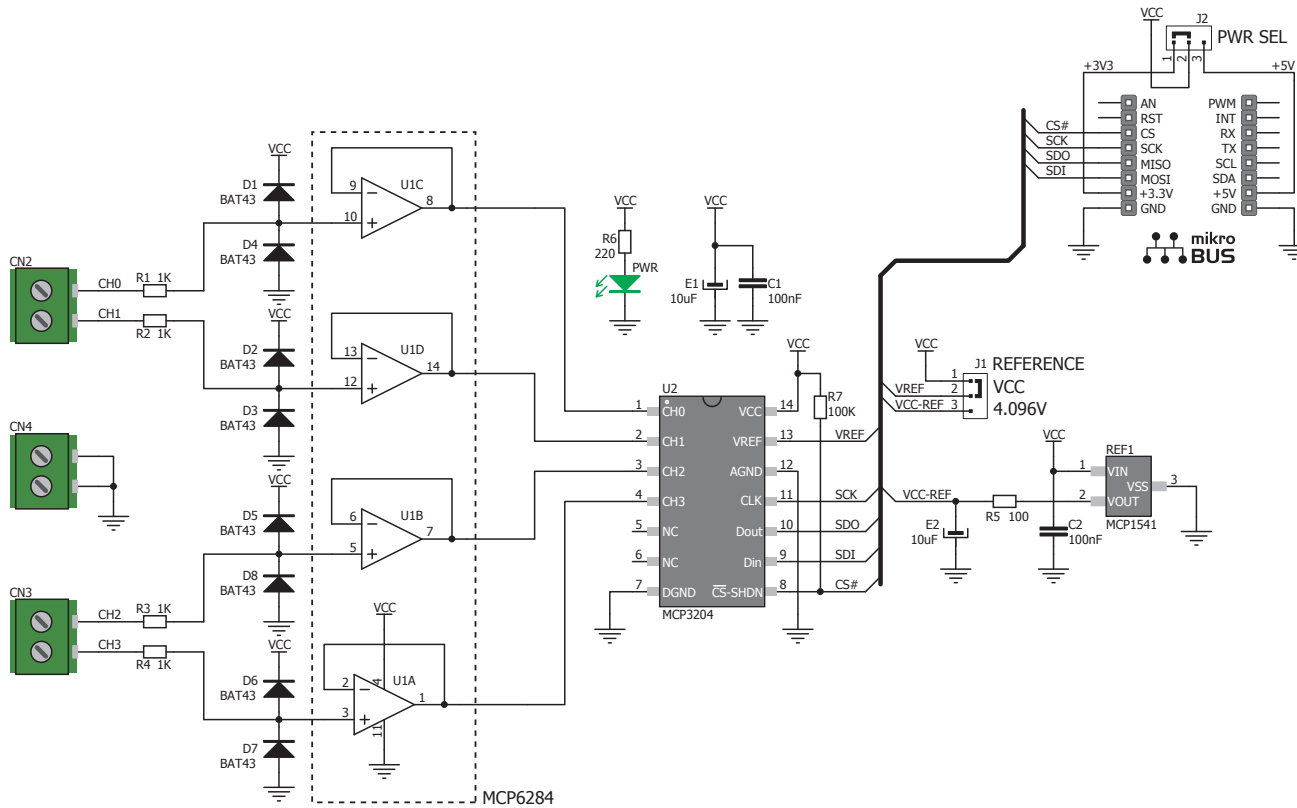 VCC
J2
PWR SEL
1
2
3
+3V3
+5V
AN
RST
CS
SCK
MISO
MOSI
+3.3V
GND
PWM
INT
RX
TX
SCL
SDA
+5V
GND
CS#
SCK
SDO
SDI
mikro
BUS
VCC
D1
BAT43
D4
BAT43
9
10
8
U1C
CN2
CH0
R1 1K
CH1
R2 1K
VCC
D2
BAT43
D3
BAT43
13
12
14
U1D
VCC
R6
220
PWR
VCC
E1
10uF
C1
100nF
CN4
VCC
D5
BAT43
D8
BAT43
6
5
7
U1B
CN3
CH2
R3 1K
CH3
R4 1K
VCC
D6
BAT43
D7
BAT43
VCC
2
3
4
11
1
U1A
MCP6284
U2
1 CH0
2 CH1
3 CH2
4 CH3
5 NC
6 NC
7 DGND
VCC 14
VREF 13
AGND 12
CLK 11
Dout 10
Din 9
CS-SHDN 8
MCP3204
VCC
R7
100K
VREF
SCK
SDO
SDI
CS#
VCC
J1 REFERENCE
VCC
4.096V
1
2
3
VREF
VCC-REF
VCC-REF
E2
10uF
R5 100
VCC
C2
100nF
REF1
1 VIN
2 VOUT
VSS 3
MCP1541